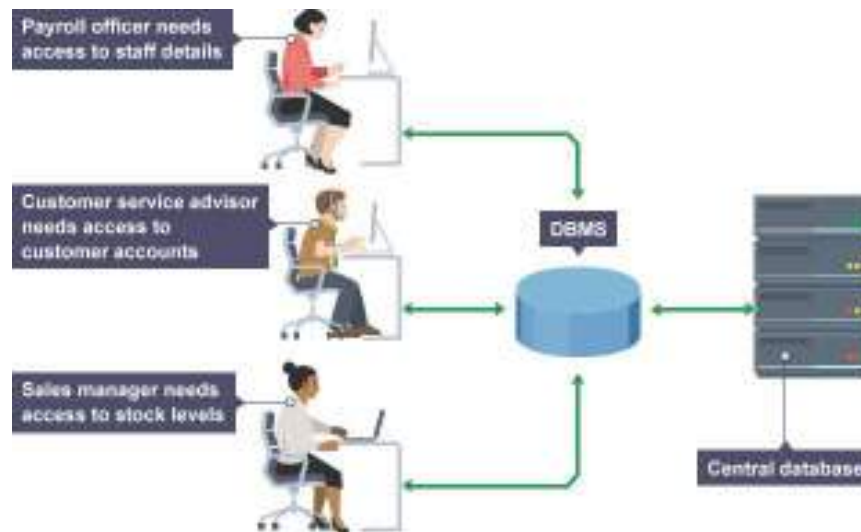 Payroll officer needs
access to staff details
Customer service advisor
needs access to
customer accounts
DBMS
Sales manager needs
access to stock levels
Central database